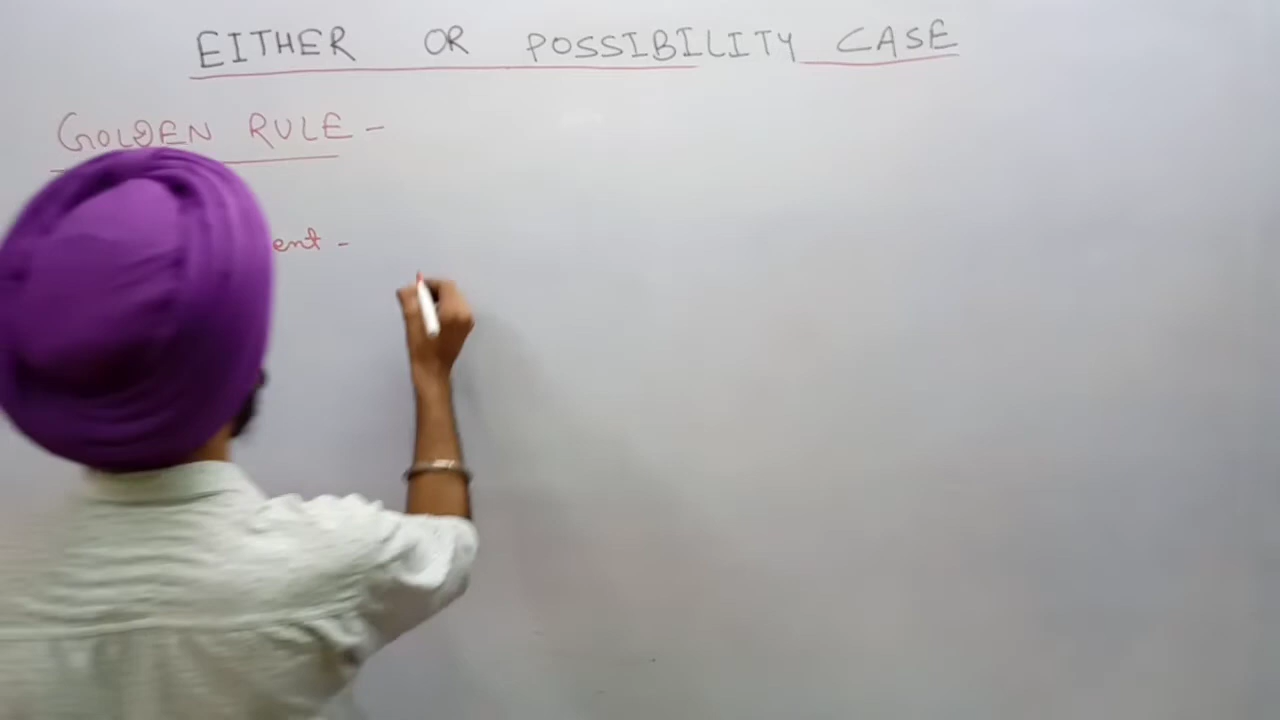 EITHER OR POSSIBILITY CASE
GOLDEN RULE -
ent -